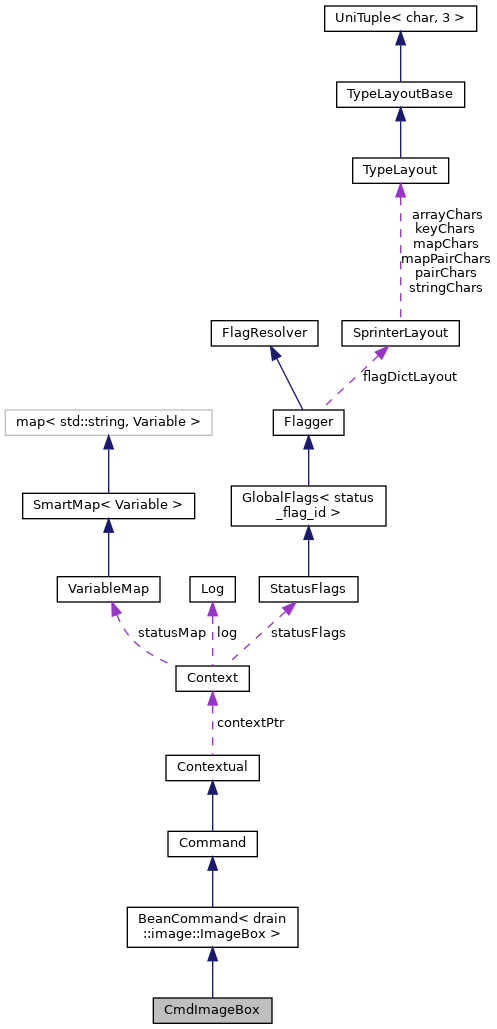 UniTuple< char, 3 >
TypeLayoutBase
TypeLayout
arrayChars
keyChars
mapChars
mapPairChars
pairChars
stringChars
FlagResolver
SprinterLayout
flagDictLayout
map< std::string, Variable >
Flagger
SmartMap< Variable >
GlobalFlags< status
_flag_id >
VariableMap
Log
StatusFlags
statusMap
log
statusFlags
Context
contextPtr
Contextual
Command
BeanCommand< drain
::image::ImageBox >
CmdImageBox